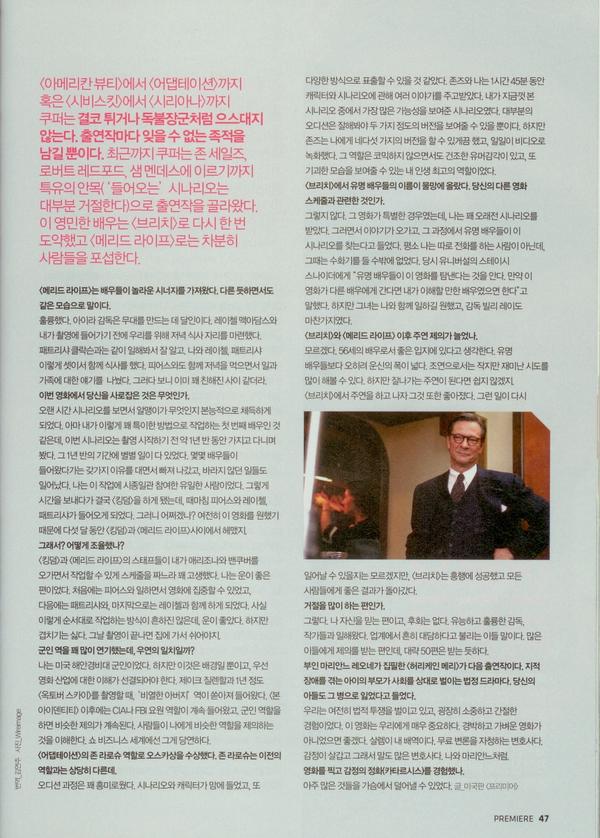 〈아메리칸 뷰티〉에서 〈어댑테이션〉까지
혹은 〈시비스킷〉에서 〈시리아나〉까지
쿠퍼는 결코 튀거나 독불장군처럼 으스대지
않는다. 출연작마다 잊을 수 없는 족적을
남길 뿐이다. 최근까지 쿠퍼는 존 세일즈,
로버트 레드포드, 샘 멘데스에 이르기까지
특유의 안목(‘들어오는’ 시나리오는
대부분 거절한다)으로 출연작을 골라왔다.
이 영민한 배우는 〈브리치〉로 다시 한 번
도약했고 〈메리드 라이프〉로는 차분히
사람들을 포섭한다.
〈메리드 라이프〉는 배우들이 놀라운 시너지를 가져왔다. 다른 듯하면서도
같은 모습으로 말이다.
훌륭했다. 아이라 감독은 무대를 만드는 데 달인이다. 레이첼 맥아담스와
내가 촬영에 들어가기 전에 우리를 위해 저녁 식사 자리를 마련했다.
패트리샤 클락슨과는 같이 일해봐서 잘 알고, 나와 레이첼, 패트리샤
이렇게 셋이서 함께 식사를 했다. 피어스와도 함께 저녁을 먹으면서 일과
가족에 대한 얘기를 나눴다. 그러다 보니 이미 꽤 친해진 사이 같더라.
이번 영화에서 당신을 사로잡은 것은 무엇인가.
오랜 시간 시나리오를 보면서 알맹이가 무엇인지 본능적으로 체득하게
되었다. 아마 내가 이렇게 꽤 특이한 방법으로 작업하는 첫 번째 배우인 것
같은데, 이번 시나리오는 촬영 시작하기 전 약 1년 반 동안 가지고 다니며
봤다. 그 1년 반의 기간에 별별 일이 다 있었다. 몇몇 배우들이
들어왔다가는 갖가지 이유를 대면서 빠져 나갔고, 바라지 않던 일들도
일어났다. 나는 이 작업에 시종일관 참여한 유일한 사람이었다. 그렇게
시간을 보내다가 결국 〈킹덤〉을 하게 됐는데, 때마침 피어스와 레이첼,
패트리샤가 들어오게 되었다. 그러니 어쩌겠나? 여전히 이 영화를 원했기
때문에 다섯 달 동안 〈킹덤〉과 〈메리드 라이프〉사이에서 헤맸지.
그래서? 어떻게 조율했나?
〈킹덤〉과 〈메리드 라이프〉의 스태프들이 내가 애리조나와 밴쿠버를
오가면서 작업할 수 있게 스케줄을 짜느라 꽤 고생했다. 나는 운이 좋은
편이었다. 처음에는 피어스와 일하면서 영화에 집중할 수 있었고,
다음에는 패트리샤와, 마지막으로는 레이첼과 함께 하게 되었다. 사실
이렇게 순서대로 작업하는 방식이 흔하진 않은데, 운이 좋았다. 하지만
겹치기는 싫다. 그날 촬영이 끝나면 집에 가서 쉬어야지.
군인 역을 꽤 많이 연기했는데, 우연의 일치일까?
나는 미국 해안경비대 군인이었다. 하지만 이것은 배경일 뿐이고, 우선
영화 산업에 대한 이해가 선결되어야 한다. 제이크 질렌할과 1년 정도
〈옥토버 스카이〉를 촬영할 때, ‘비열한 아버지’ 역이 쏟아져 들어왔다. 〈본
아이덴티티〉 이후에는 CIA나 FBI 요원 역할이 계속 들어왔고, 군인 역할을
하면 비슷한 제의가 계속된다. 사람들이 나에게 비슷한 역할을 제의하는
것을 이해한다. 쇼 비즈니스 세계에선 그게 당연하다.
〈어댑테이션〉의 존 라로슈 역할로 오스카상을 수상했다. 존 라로슈는 이전의
역할과는 상당히 다른데.
오디션 과정은 꽤 흥미로웠다. 시나리오와 캐릭터가 맘에 들었고, 또
다양한 방식으로 표출할 수 있을 것 같았다. 존즈와 나는 1시간 45분 동안
캐릭터와 시나리오에 관해 여러 이야기를 주고받았다. 내가 지금껏 본
시나리오 중에서 가장 많은 가능성을 보여준 시나리오였다. 대부분의
오디션은 잘해봐야 두 가지 정도의 버전을 보여줄 수 있을 뿐이다. 하지만
존즈는 나에게 네다섯 가지의 버전을 할 수 있게끔 했고, 일일이 비디오로
녹화했다. 그 역할은 코믹하지 않으면서도 건조한 유머감각이 있고, 또
기괴한 모습을 보여줄 수 있는 내 인생 최고의 역할이었다.
〈브리치〉에서 유명 배우들의 이름이 물망에 올랐다. 당신의 다른 영화
스케줄과 관련한 것인가.
그렇지 않다. 그 영화가 특별한 경우였는데, 나는 꽤 오래전 시나리오를
받았다. 그러면서 이야기가 오가고, 그 과정에서 유명 배우들이 이
시나리오를 찾는다고 들었다. 평소 나는 따로 전화를 하는 사람이 아닌데,
그때는 수화기를 들 수밖에 없었다. 당시 유니버설의 스테이시
스나이더에게 “유명 배우들이 이 영화를 탐낸다는 것을 안다. 만약 이
영화가 다른 배우에게 간다면 내가 이해할 만한 배우였으면 한다”고
말했다. 하지만 그녀는 나와 함께 일하길 원했고, 감독 빌리 레이도
마찬가지였다.
〈브리치〉와 〈메리드 라이프〉 이후 주연 제의가 늘었나.
모르겠다. 56세의 배우로서 좋은 입지에 있다고 생각한다. 유명
배우들보다 오히려 운신의 폭이 넓다. 조연으로서는 작지만 재미난 시도를
많이 해볼 수 있다. 하지만 잘나가는 주연이 된다면 쉽지 않겠지.
〈브리치〉에서 주연을 하고 나자 그것 또한 좋아졌다. 그런 일이 다시
일어날 수 있을지는 모르겠지만, 〈브리치〉는 흥행에 성공했고 모든
사람들에게 좋은 결과가 돌아갔다.
거절을 많이 하는 편인가.
그렇다. 나 자신을 믿는 편이고, 후회는 없다. 유능하고 훌륭한 감독,
작가들과 일해왔다. 업계에서 흔히 대담하다고 불리는 이들 말이다. 많은
이들에게 제의를 받는 편인데, 대략 50편은 받는 듯하다.
부인 마리안느 레오네가 집필한 〈허리케인 메리〉가 다음 출연작이다. 지적
장애를 겪는 아이의 부모가 사회를 상대로 벌이는 법정 드라마다. 당신의
아들도 그 병으로 잃었다고 들었다.
우리는 여전히 법적 투쟁을 벌이고 있고, 굉장히 소중하고 간절한
경험이었다. 이 영화는 우리에게 매우 중요하다. 경박하고 가벼운 영화가
아니었으면 좋겠다. 살렘이 내 배역이다. 무료 변론을 자청하는 변호사다.
감정이 살갑고 그래서 말도 많은 변호사다. 나와 마리안느처럼.
영화를 찍고 감정의 정화(카타르시스)를 경험했나.
아주 많은 것들을 가슴에서 덜어낼 수 있었다. 글_미국판 〈프리미어〉
번역_김연주 사진_WireImage
PREMIERE 47